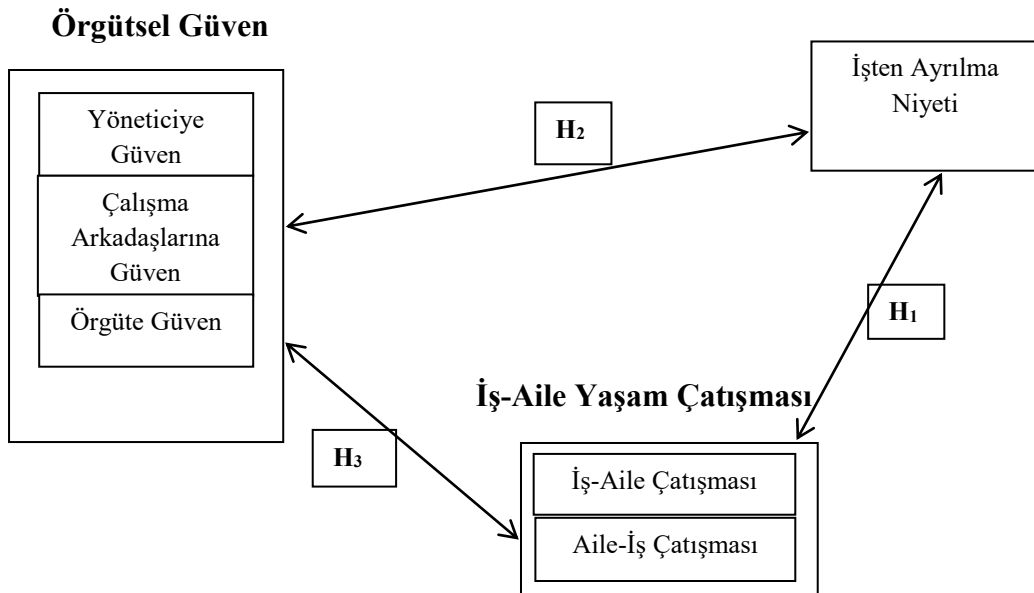 Örgütsel Güven
Yöneticiye
Güven
Çalışma
Arkadaşlarına
Güven
Örgüte Güven
H₂
İşten Ayrılma
Niyeti
H₁
H₃
İş-Aile Yaşam Çatışması
İş-Aile Çatışması
Aile-İş Çatışması